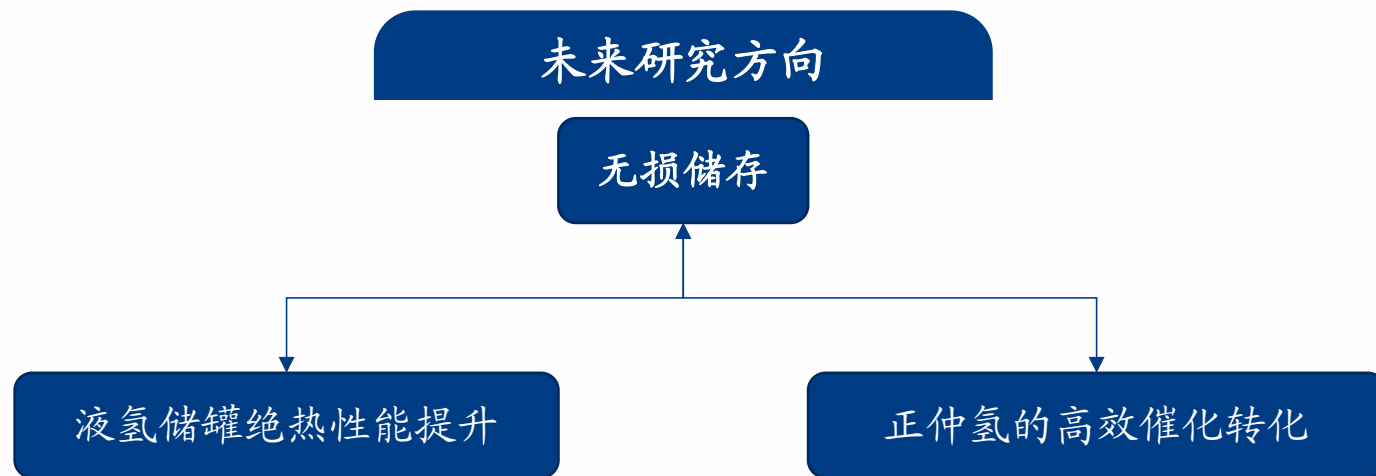 未来研究方向
无损储存
液氢储罐绝热性能提升
正仲氢的高效催化转化